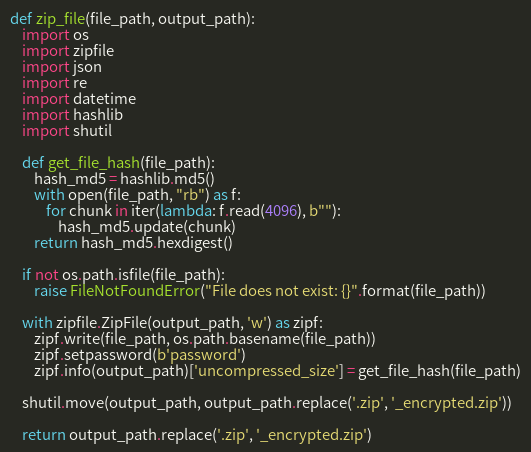 def zip_file(file_path, output_path):
    import os
    import zipfile
    import json
    import re
    import datetime
    import hashlib
    import shutil

    def get_file_hash(file_path):
        hash_md5 = hashlib.md5()
        with open(file_path, "rb") as f:
            for chunk in iter(lambda: f.read(4096), b""):
                hash_md5.update(chunk)
        return hash_md5.hexdigest()

    if not os.path.isfile(file_path):
        raise FileNotFoundError("File does not exist: {}".format(file_path))

    with zipfile.ZipFile(output_path, 'w') as zipf:
        zipf.write(file_path, os.path.basename(file_path))
        zipf.setpassword(b'password')
        zipf.info(output_path)['uncompressed_size'] = get_file_hash(file_path)

    shutil.move(output_path, output_path.replace('.zip', '_encrypted.zip'))

    return output_path.replace('.zip', '_encrypted.zip')